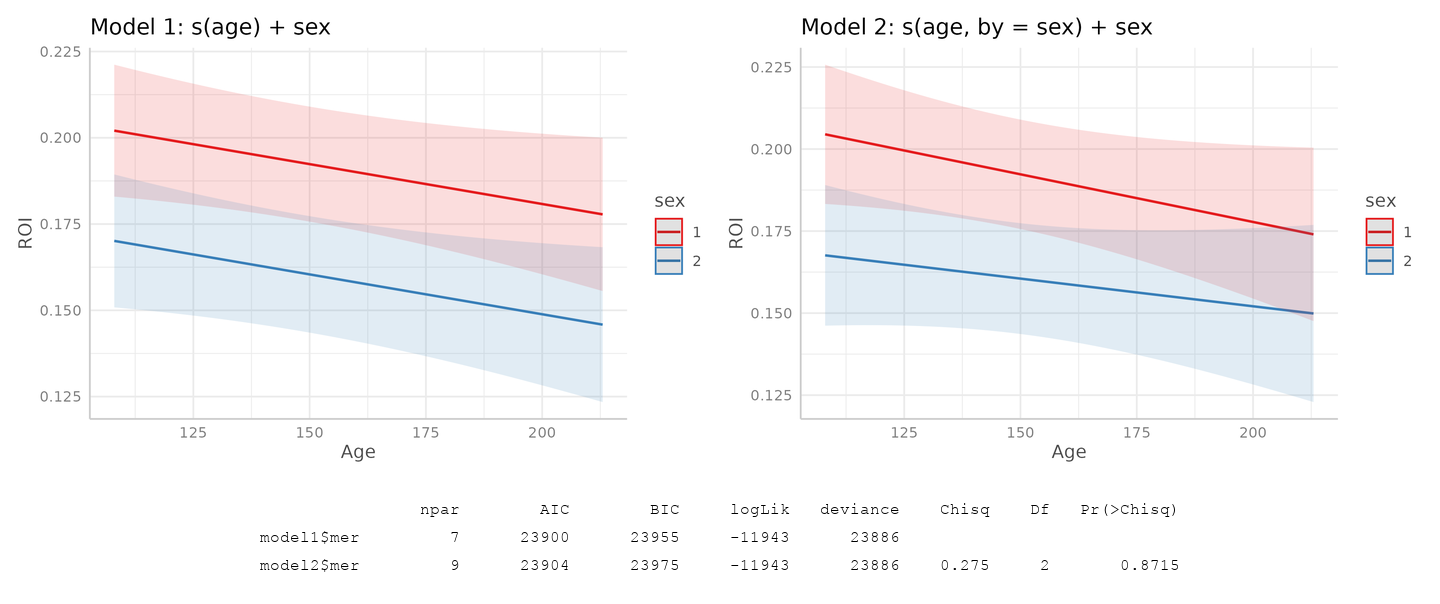 Model 1: s(age) + sex
0.225
0.200
0.175
0.150
0.125
ROI
125 150 175 200
Age
sex
1
2
Model 2: s(age, by = sex) + sex
0.225
0.200
0.175
0.150
0.125
ROI
125 150 175 200
Age
sex
1
2
npar AIC BIC logLik deviance Chisq Df Pr(>Chisq)
model1$mer 7 23900 23955 -11943 23886
model2$mer 9 23904 23975 -11943 23886 0.275 2 0.8715